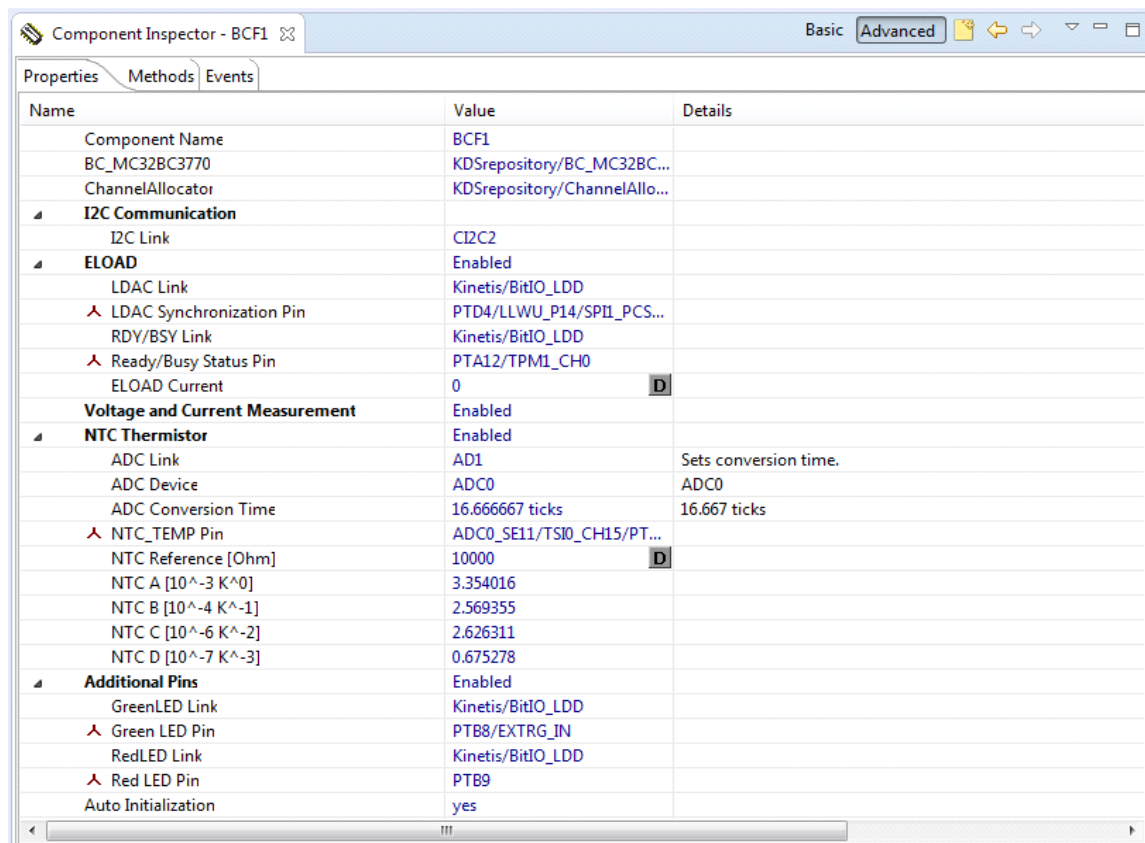 Component Inspector - BCF1
Basic Advanced
Properties Methods Events
Name Value Details
Component Name BCF1
BC_MC32BC3770 KDSrepository/BC_MC32BC...
ChannelAllocator KDSrepository/ChannelAllo...
I2C Communication
I2C Link CI2C2
ELOAD Enabled
LDAC Link Kinetis/BitIO_LDD
LDAC Synchronization Pin PTD4/LLWU_P14/SPI1_PCS...
RDY/BSY Link Kinetis/BitIO_LDD
Ready/Busy Status Pin PTA12/TPM1_CH0
ELOAD Current 0 D
Voltage and Current Measurement Enabled
NTC Thermistor Enabled
ADC Link AD1 Sets conversion time.
ADC Device ADC0 ADC0
ADC Conversion Time 16.666667 ticks 16.667 ticks
NTC_TEMP Pin ADC0_SE11/TSI0_CH15/PT...
NTC Reference [Ohm] 10000 D
NTC A [10^-3 K^0] 3.354016
NTC B [10^-4 K^-1] 2.569355
NTC C [10^-6 K^-2] 2.626311
NTC D [10^-7 K^-3] 0.675278
Additional Pins Enabled
GreenLED Link Kinetis/BitIO_LDD
Green LED Pin PTB8/EXTRG_IN
RedLED Link Kinetis/BitIO_LDD
Red LED Pin PTB9
Auto Initialization yes